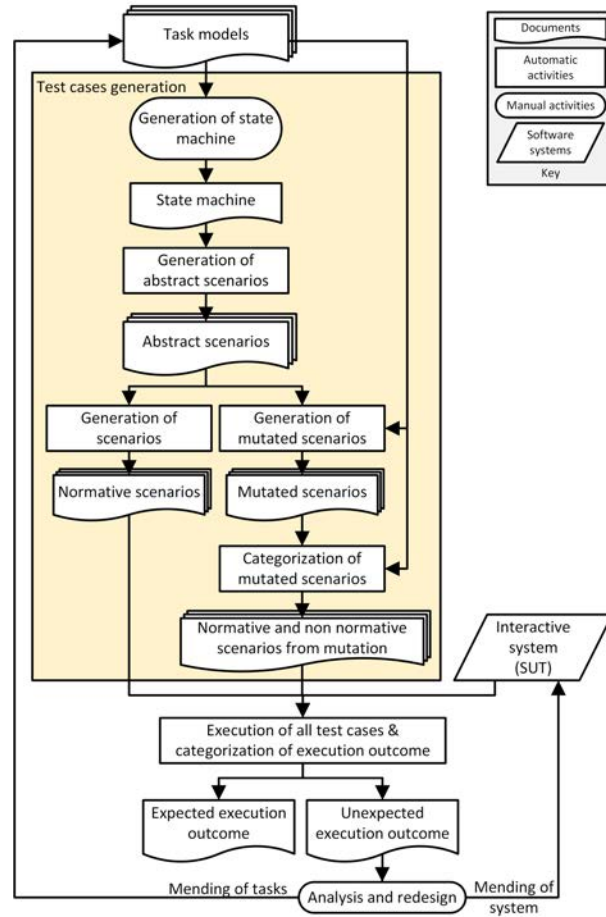 Task models
Documents
Automatic
activities
Manual activities
Software
systems
Key
Test cases generation
Generation of state
machine
State machine
Generation of
abstract scenarios
Abstract scenarios
Generation of
scenarios
Generation of
mutated scenarios
Normative scenarios
Mutated scenarios
Categorization of
mutated scenarios
Normative and non normative
scenarios from mutation
Interactive
system
(SUT)
Execution of all test cases &
categorization of execution outcome
Expected execution
outcome
Unexpected
execution outcome
Mending of tasks
Analysis and redesign
Mending of
system